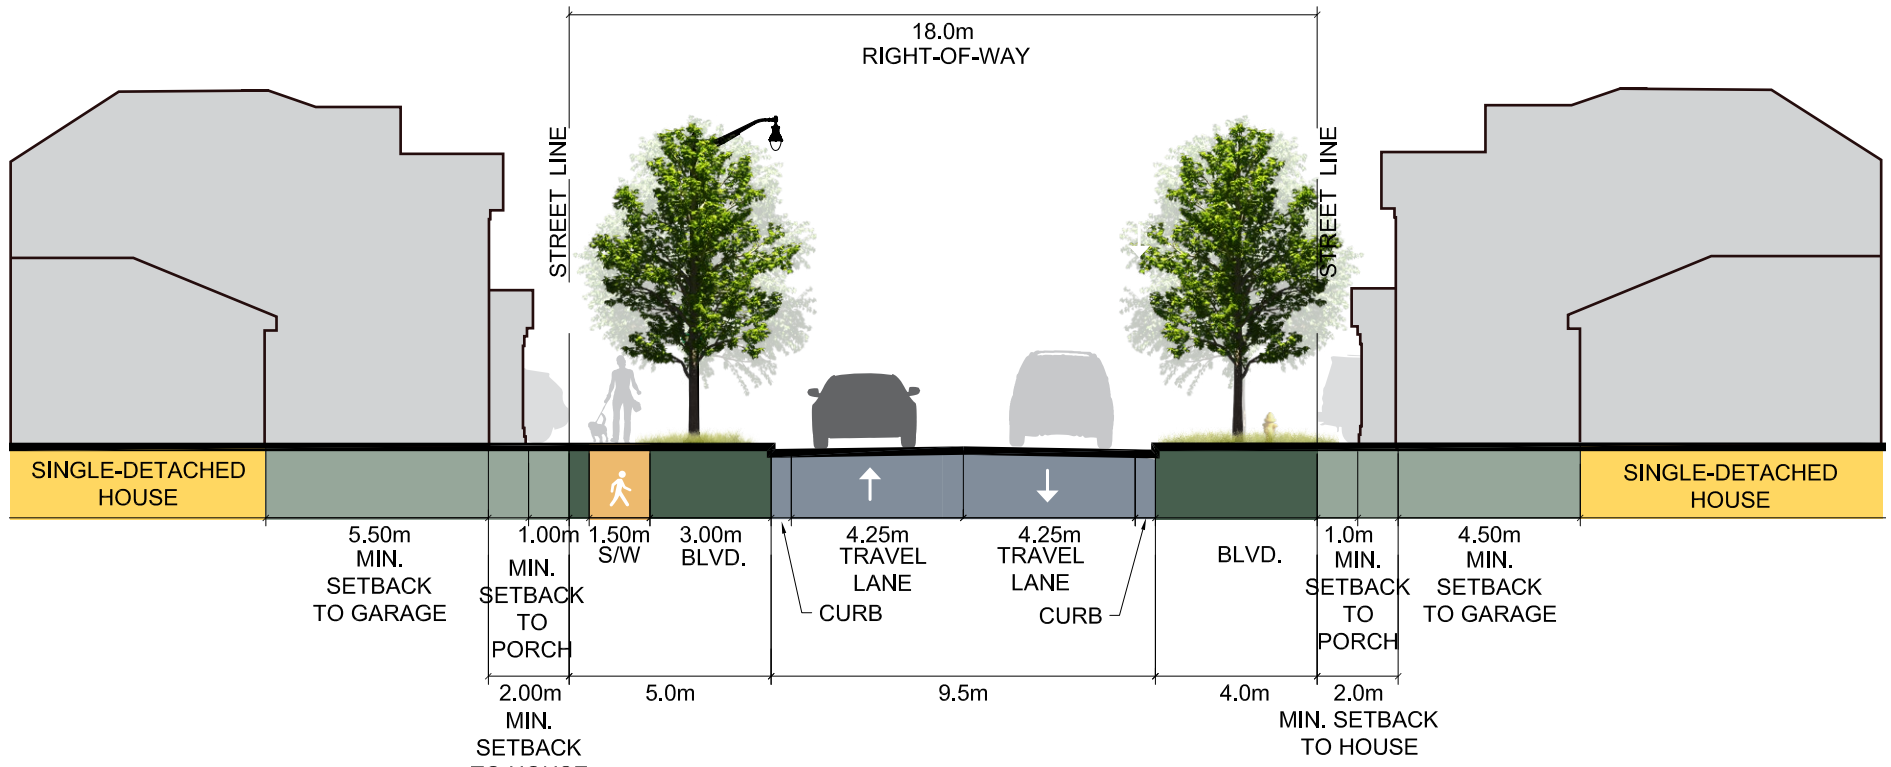 18.0m
RIGHT-OF-WAY
STREET LINE
STREET LINE
SINGLE-DETACHED
HOUSE
SINGLE-DETACHED
HOUSE
5.50m
MIN.
SETBACK
TO GARAGE
1.00m
MIN.
SETBACK
TO
PORCH
1.50m
S/W
3.00m
BLVD.
4.25m
TRAVEL
LANE
4.25m
TRAVEL
LANE
CURB
CURB
BLVD.
1.0m
MIN.
SETBACK
TO
PORCH
4.50m
MIN.
SETBACK
TO GARAGE
2.00m
MIN.
SETBACK
TO HOUSE
5.0m
9.5m
4.0m
2.0m
MIN. SETBACK
TO HOUSE